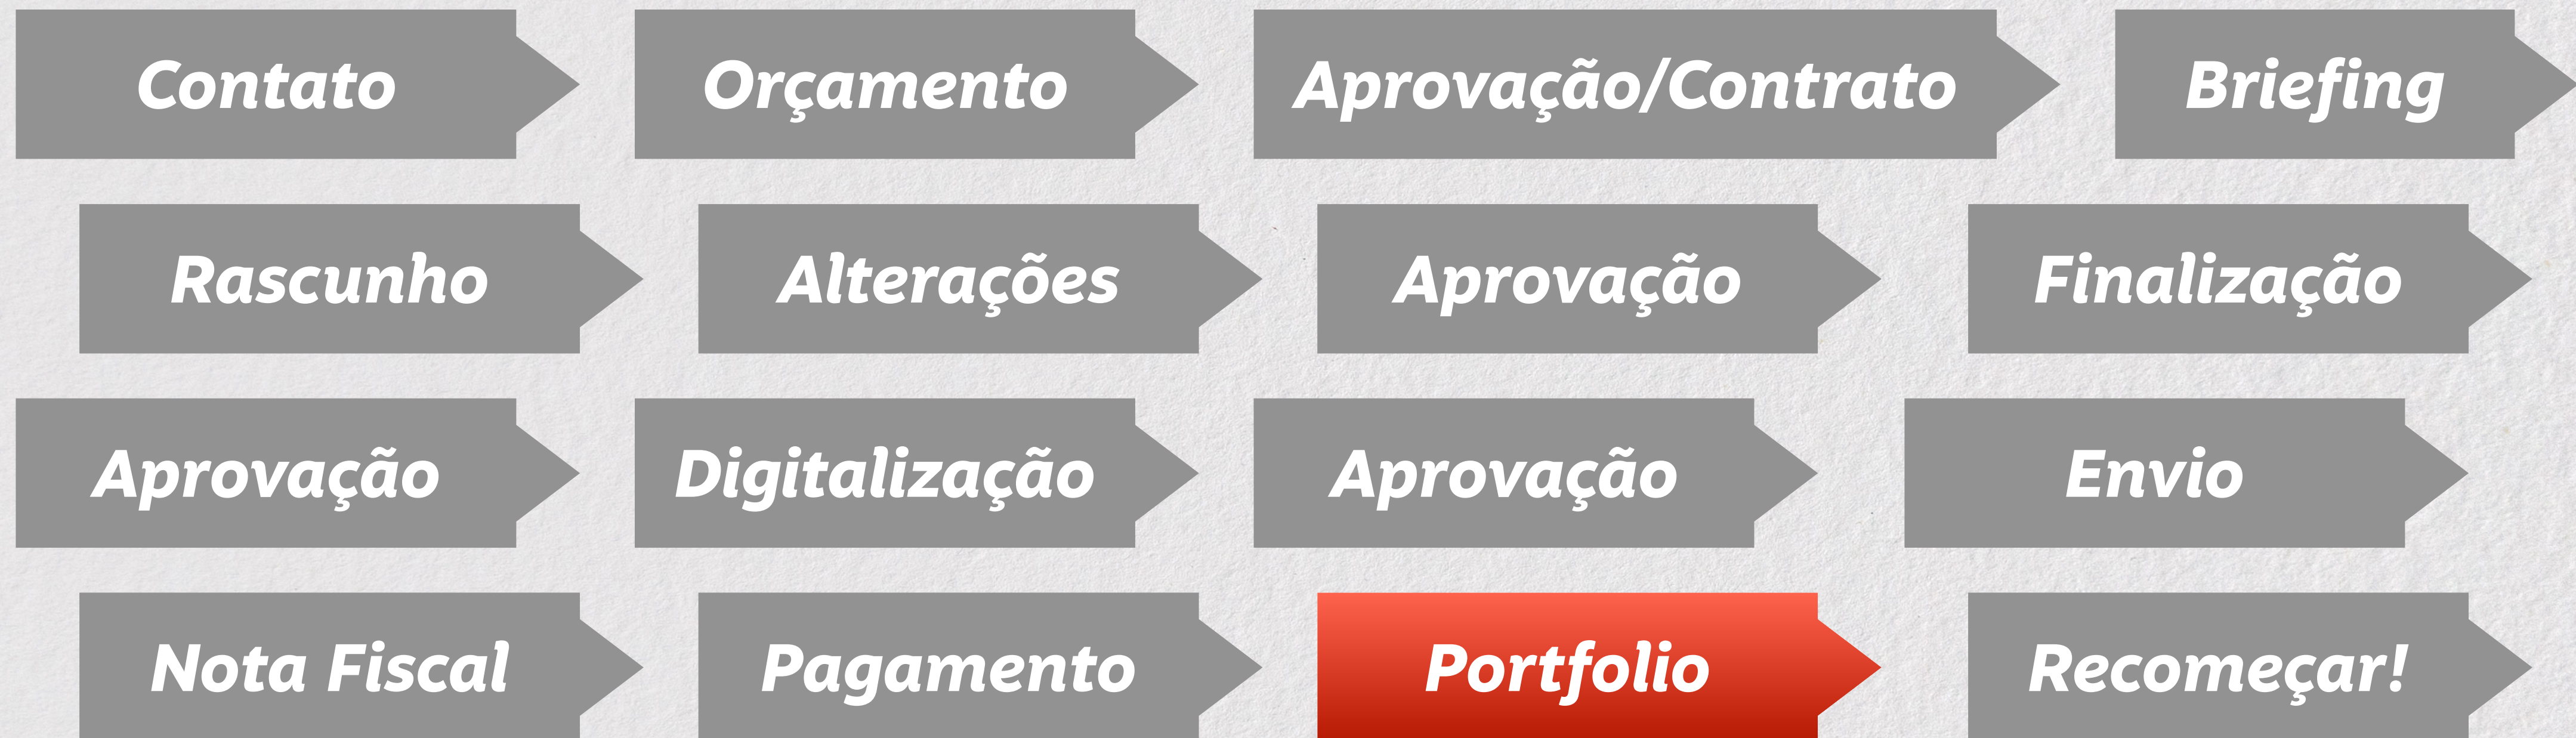 Contato Orçamento Aprovação/Contrato Briefing
Rascunho Alterações Aprovação Finalização
Aprovação Digitalização Aprovação Envio
Nota Fiscal Pagamento Portfolio Recomeçar!